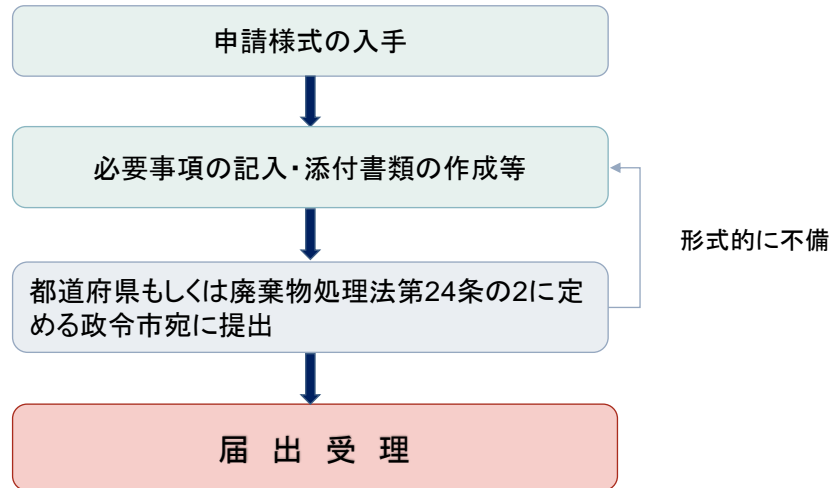 申請様式の入手
必要事項の記入・添付書類の作成等
形式的に不備
都道府県もしくは廃棄物処理法第24条の2に定
める政令市宛に提出
届 出 受 理